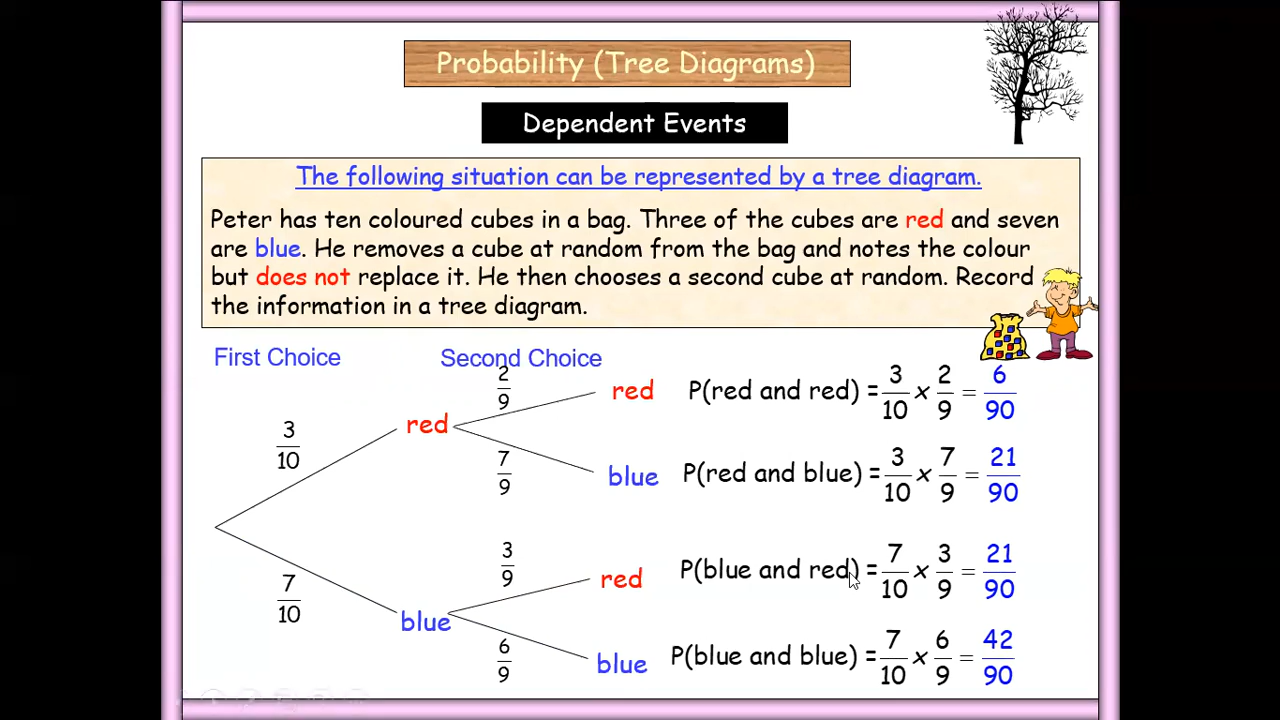 Probability (Tree Diagrams)
Dependent Events
The following situation can be represented by a tree diagram.
Peter has ten coloured cubes in a bag. Three of the cubes are red and seven
are blue. He removes a cube at random from the bag and notes the colour
but does not replace it. He then chooses a second cube at random. Record
the information in a tree diagram.
First Choice Second Choice
2/9 red P(red and red) = 3/10 x 2/9 = 6/90
3/10 red
7/9 blue P(red and blue) = 3/10 x 7/9 = 21/90
3/9 red P(blue and red) = 7/10 x 3/9 = 21/90
7/10 blue
6/9 blue P(blue and blue) = 7/10 x 6/9 = 42/90